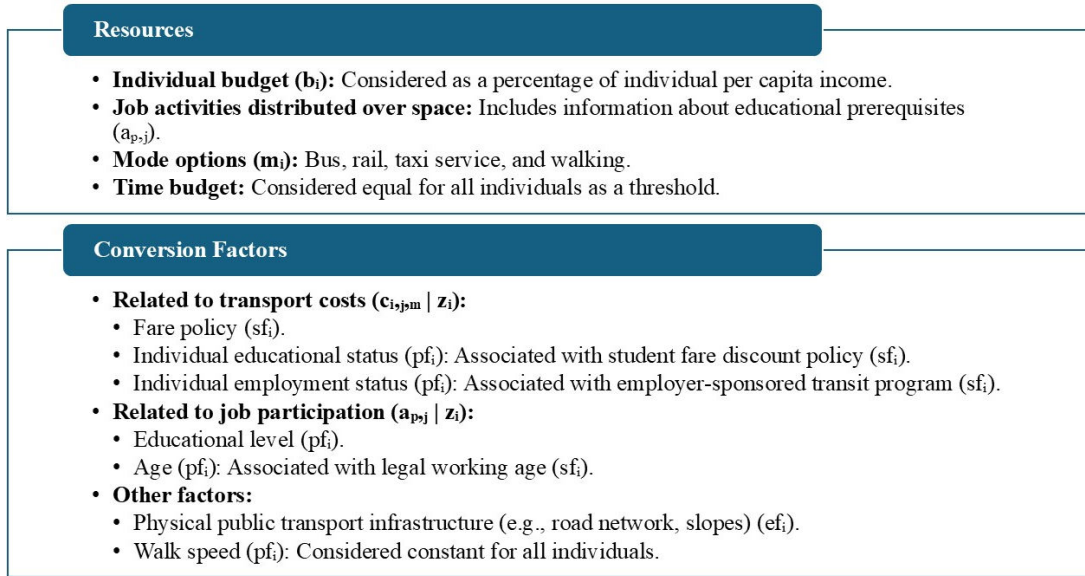 Resources
• Individual budget (bᵢ): Considered as a percentage of individual per capita income.
• Job activities distributed over space: Includes information about educational prerequisites
(aₚ,ⱼ).
• Mode options (mᵢ): Bus, rail, taxi service, and walking.
• Time budget: Considered equal for all individuals as a threshold.
Conversion Factors
• Related to transport costs (cᵢ,ⱼ,ₘ | zᵢ):
• Fare policy (sfᵢ).
• Individual educational status (pfᵢ): Associated with student fare discount policy (sfᵢ).
• Individual employment status (pfᵢ): Associated with employer-sponsored transit program (sfᵢ).
• Related to job participation (aₚ,ⱼ | zᵢ):
• Educational level (pfᵢ).
• Age (pfᵢ): Associated with legal working age (sfᵢ).
• Other factors:
• Physical public transport infrastructure (e.g., road network, slopes) (efᵢ).
• Walk speed (pfᵢ): Considered constant for all individuals.